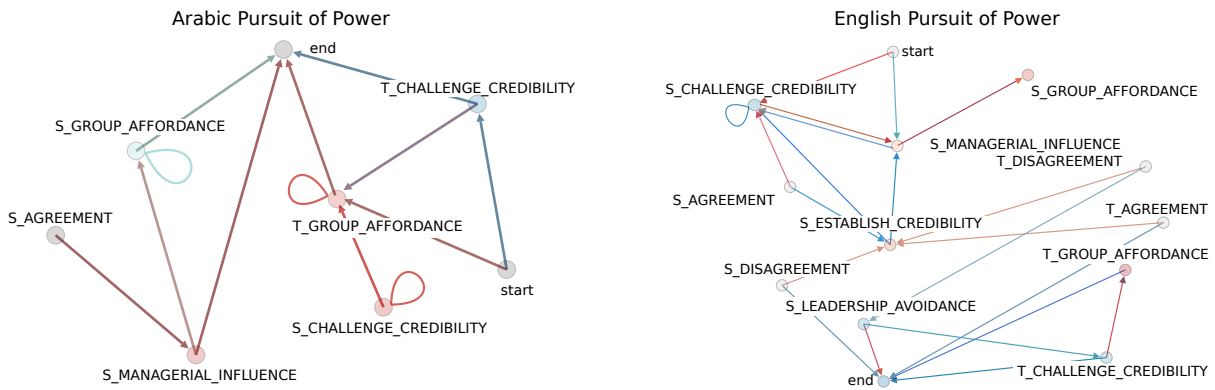 Arabic Pursuit of Power
end
T_CHALLENGE_CREDIBILITY
S_GROUP_AFFORDANCE
S_AGREEMENT
T_GROUP_AFFORDANCE
start
S_CHALLENGE_CREDIBILITY
S_MANAGERIAL_INFLUENCE
English Pursuit of Power
start
S_CHALLENGE_CREDIBILITY
S_GROUP_AFFORDANCE
S_MANAGERIAL_INFLUENCE
T_DISAGREEMENT
S_AGREEMENT
T_AGREEMENT
S_ESTABLISH_CREDIBILITY
T_GROUP_AFFORDANCE
S_DISAGREEMENT
S_LEADERSHIP_AVOIDANCE
T_CHALLENGE_CREDIBILITY
end